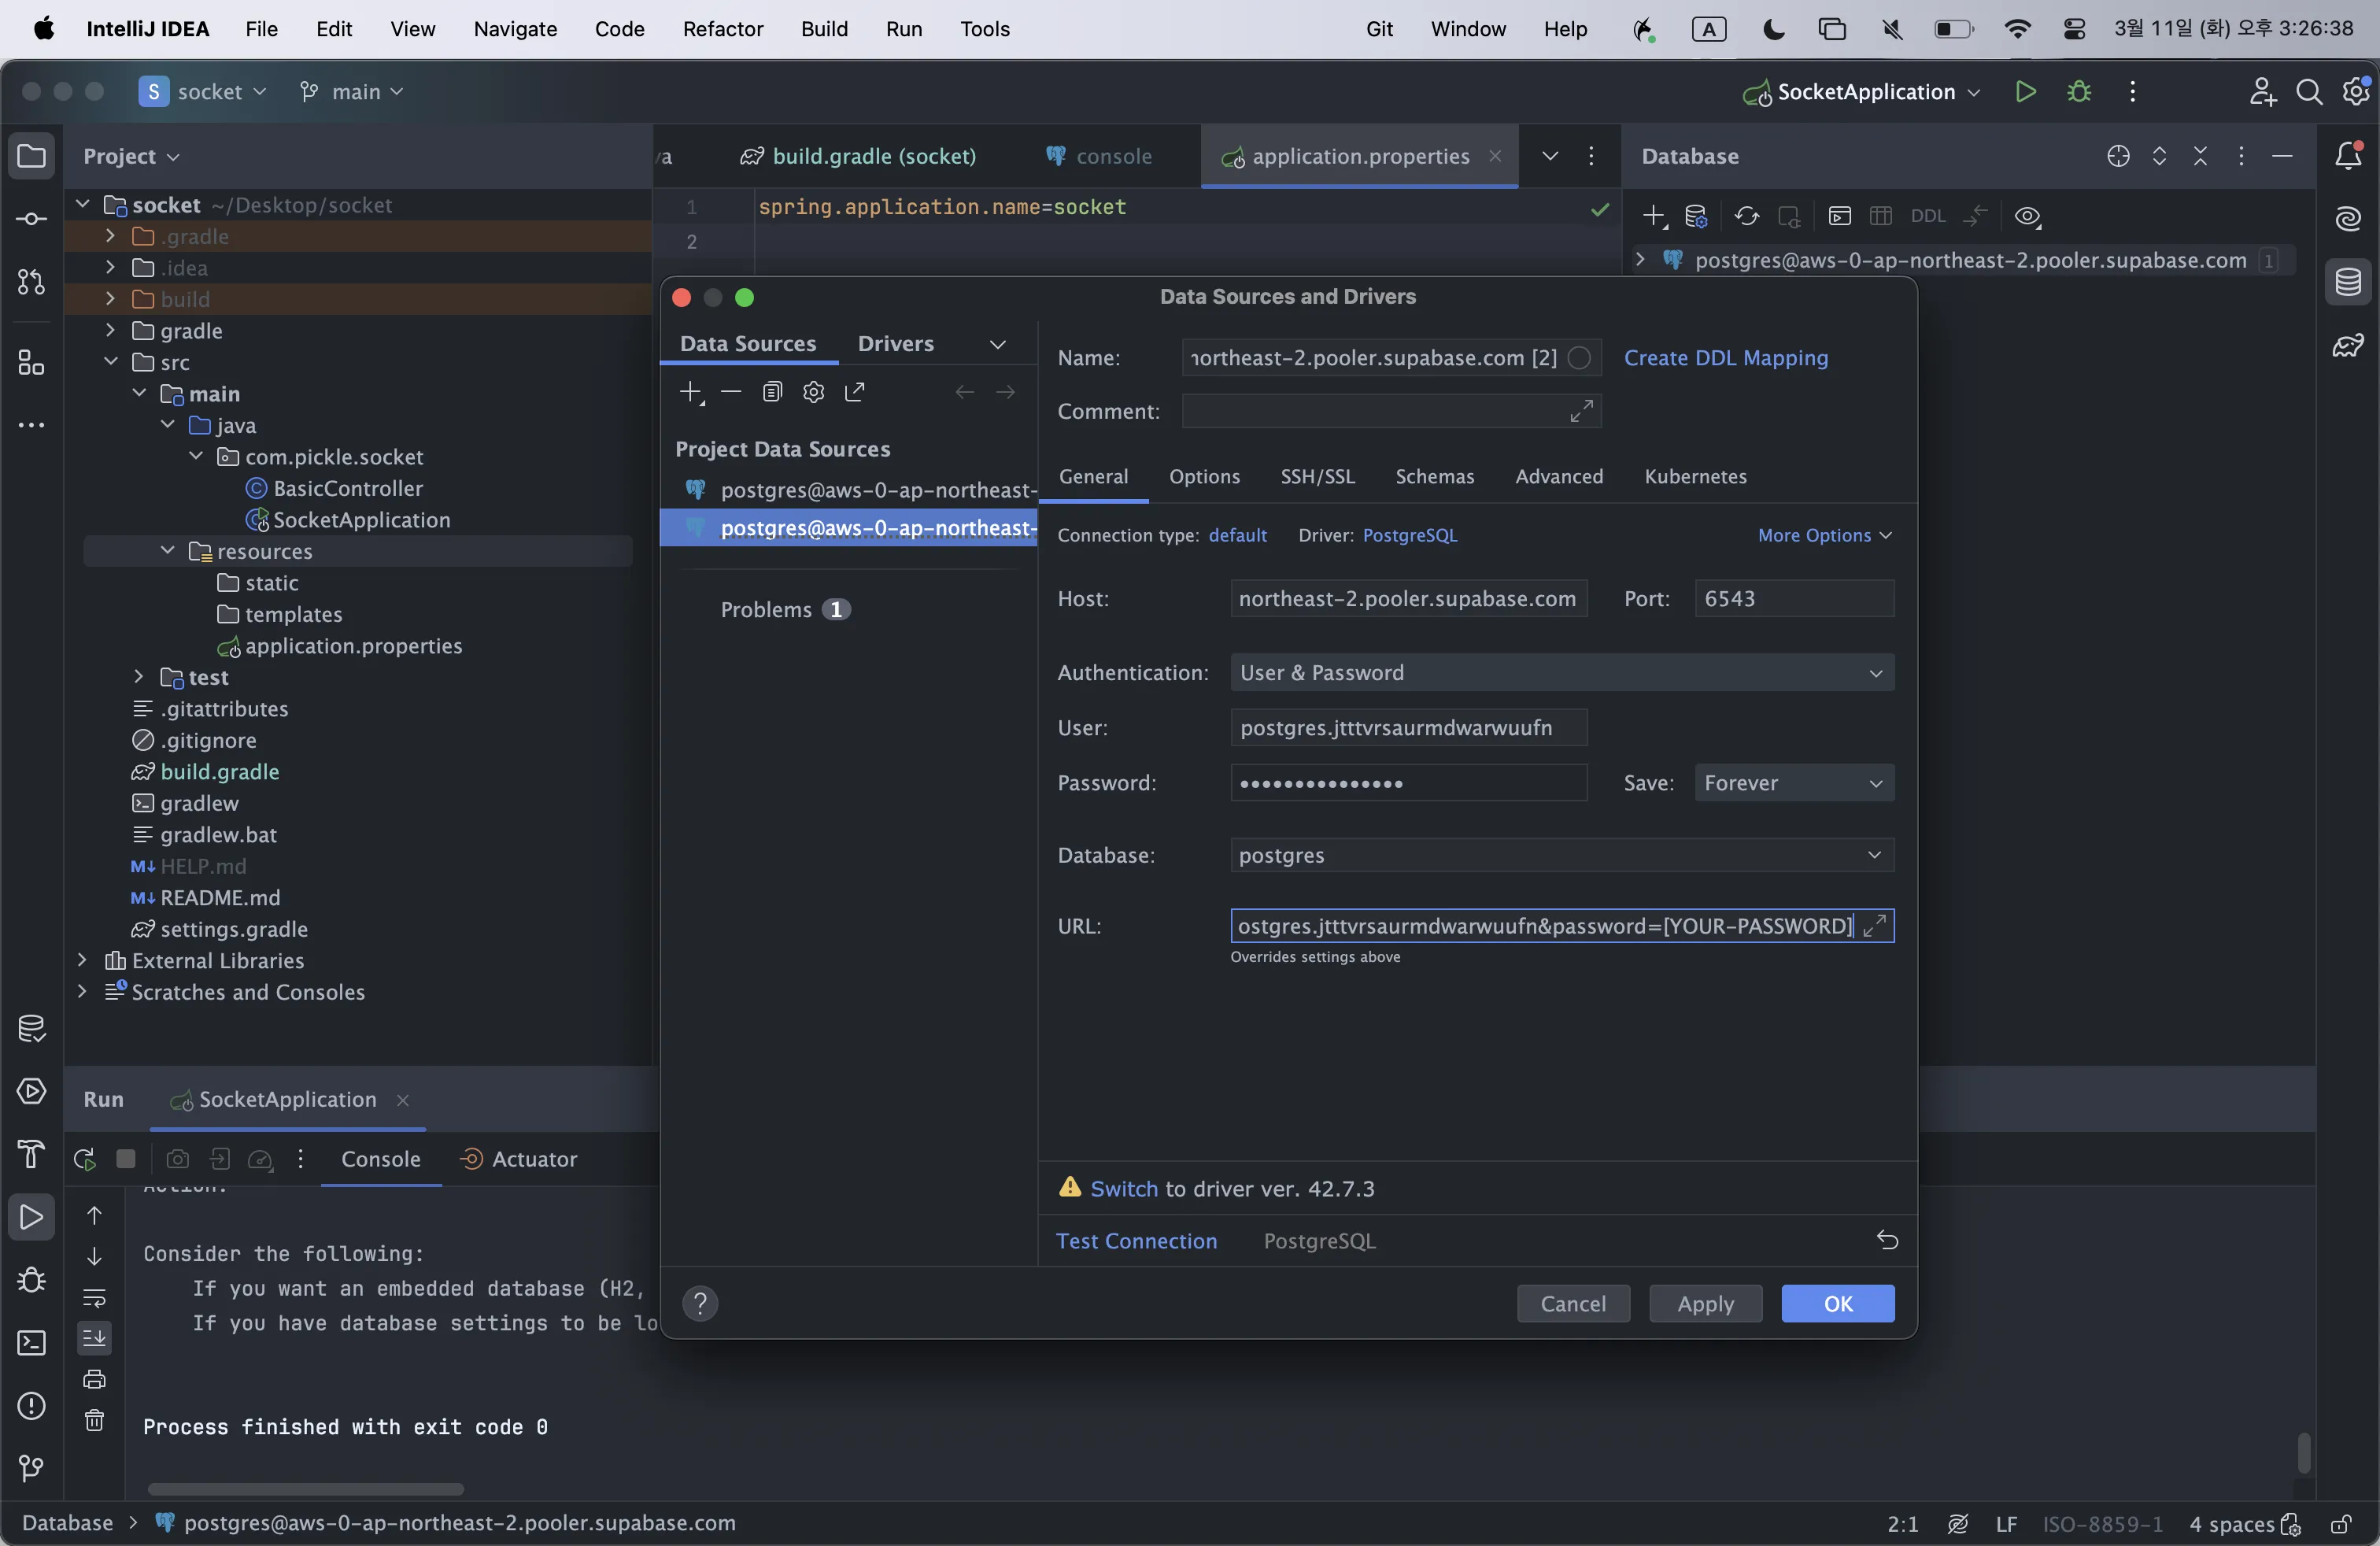 IntelliJ IDEA File Edit View Navigate Code Refactor Build Run Tools Git Window Help A 3월 11일 (화) 오후 3:26:38
S socket main SocketApplication
Project
va build.gradle (socket) console application.properties
Database
socket ~/Desktop/socket
.gradle
.idea
build
gradle
src
main
java
com.pickle.socket
BasicController
SocketApplication
resources
static
templates
application.properties
test
.gitattributes
.gitignore
build.gradle
gradlew
gradlew.bat
M↓ HELP.md
M↓ README.md
settings.gradle
External Libraries
Scratches and Consoles
1 spring.application.name=socket
2
DDL
postgres@aws-0-ap-northeast-2.pooler.supabase.com 1
Data Sources and Drivers
Data Sources Drivers
Project Data Sources
postgres@aws-0-ap-northeast-
postgres@aws-0-ap-northeast-
Problems 1
Name: northeast-2.pooler.supabase.com [2] Create DDL Mapping
Comment:
General Options SSH/SSL Schemas Advanced Kubernetes
Connection type: default Driver: PostgreSQL More Options
Host: northeast-2.pooler.supabase.com Port: 6543
Authentication: User & Password
User: postgres.jtttvrsaurmdwarwuufn
Password: •••••••••••••• Save: Forever
Database: postgres
URL: ostgres.jtttvrsaurmdwarwuufn&password=[YOUR-PASSWORD]
Overrides settings above
Switch to driver ver. 42.7.3
Test Connection PostgreSQL
? Cancel Apply OK
Run SocketApplication
Console Actuator
Action:
Consider the following:
If you want an embedded database (H2,
If you have database settings to be lo
Process finished with exit code 0
Database > postgres@aws-0-ap-northeast-2.pooler.supabase.com 2:1 LF ISO-8859-1 4 spaces